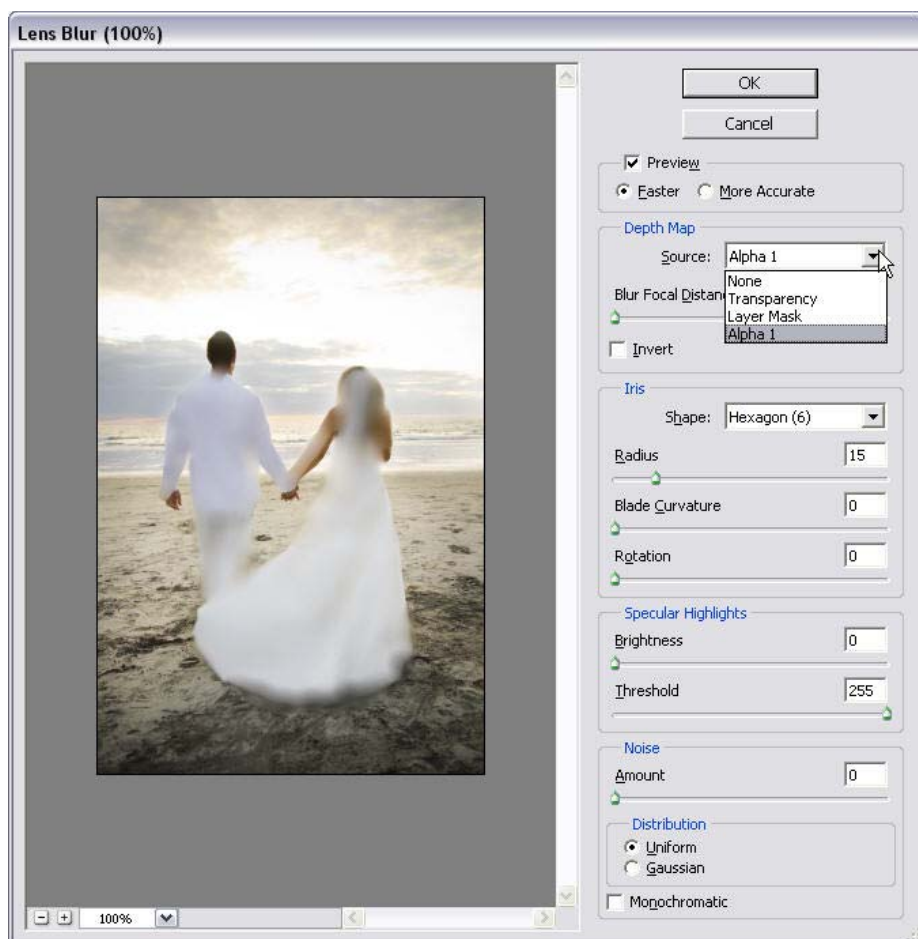 Lens Blur (100%)
OK
Cancel
Preview
Faster
More Accurate
Depth Map
Source:
Alpha 1
None
Transparency
Layer Mask
Alpha 1
Blur Focal
Invert
Iris
Shape:
Hexagon (6)
Radius
15
Blade Curvature
0
Rotation
0
Specular Highlights
Brightness
0
Threshold
255
Noise
Amount
0
Distribution
Uniform
Gaussian
Monochromatic
100%